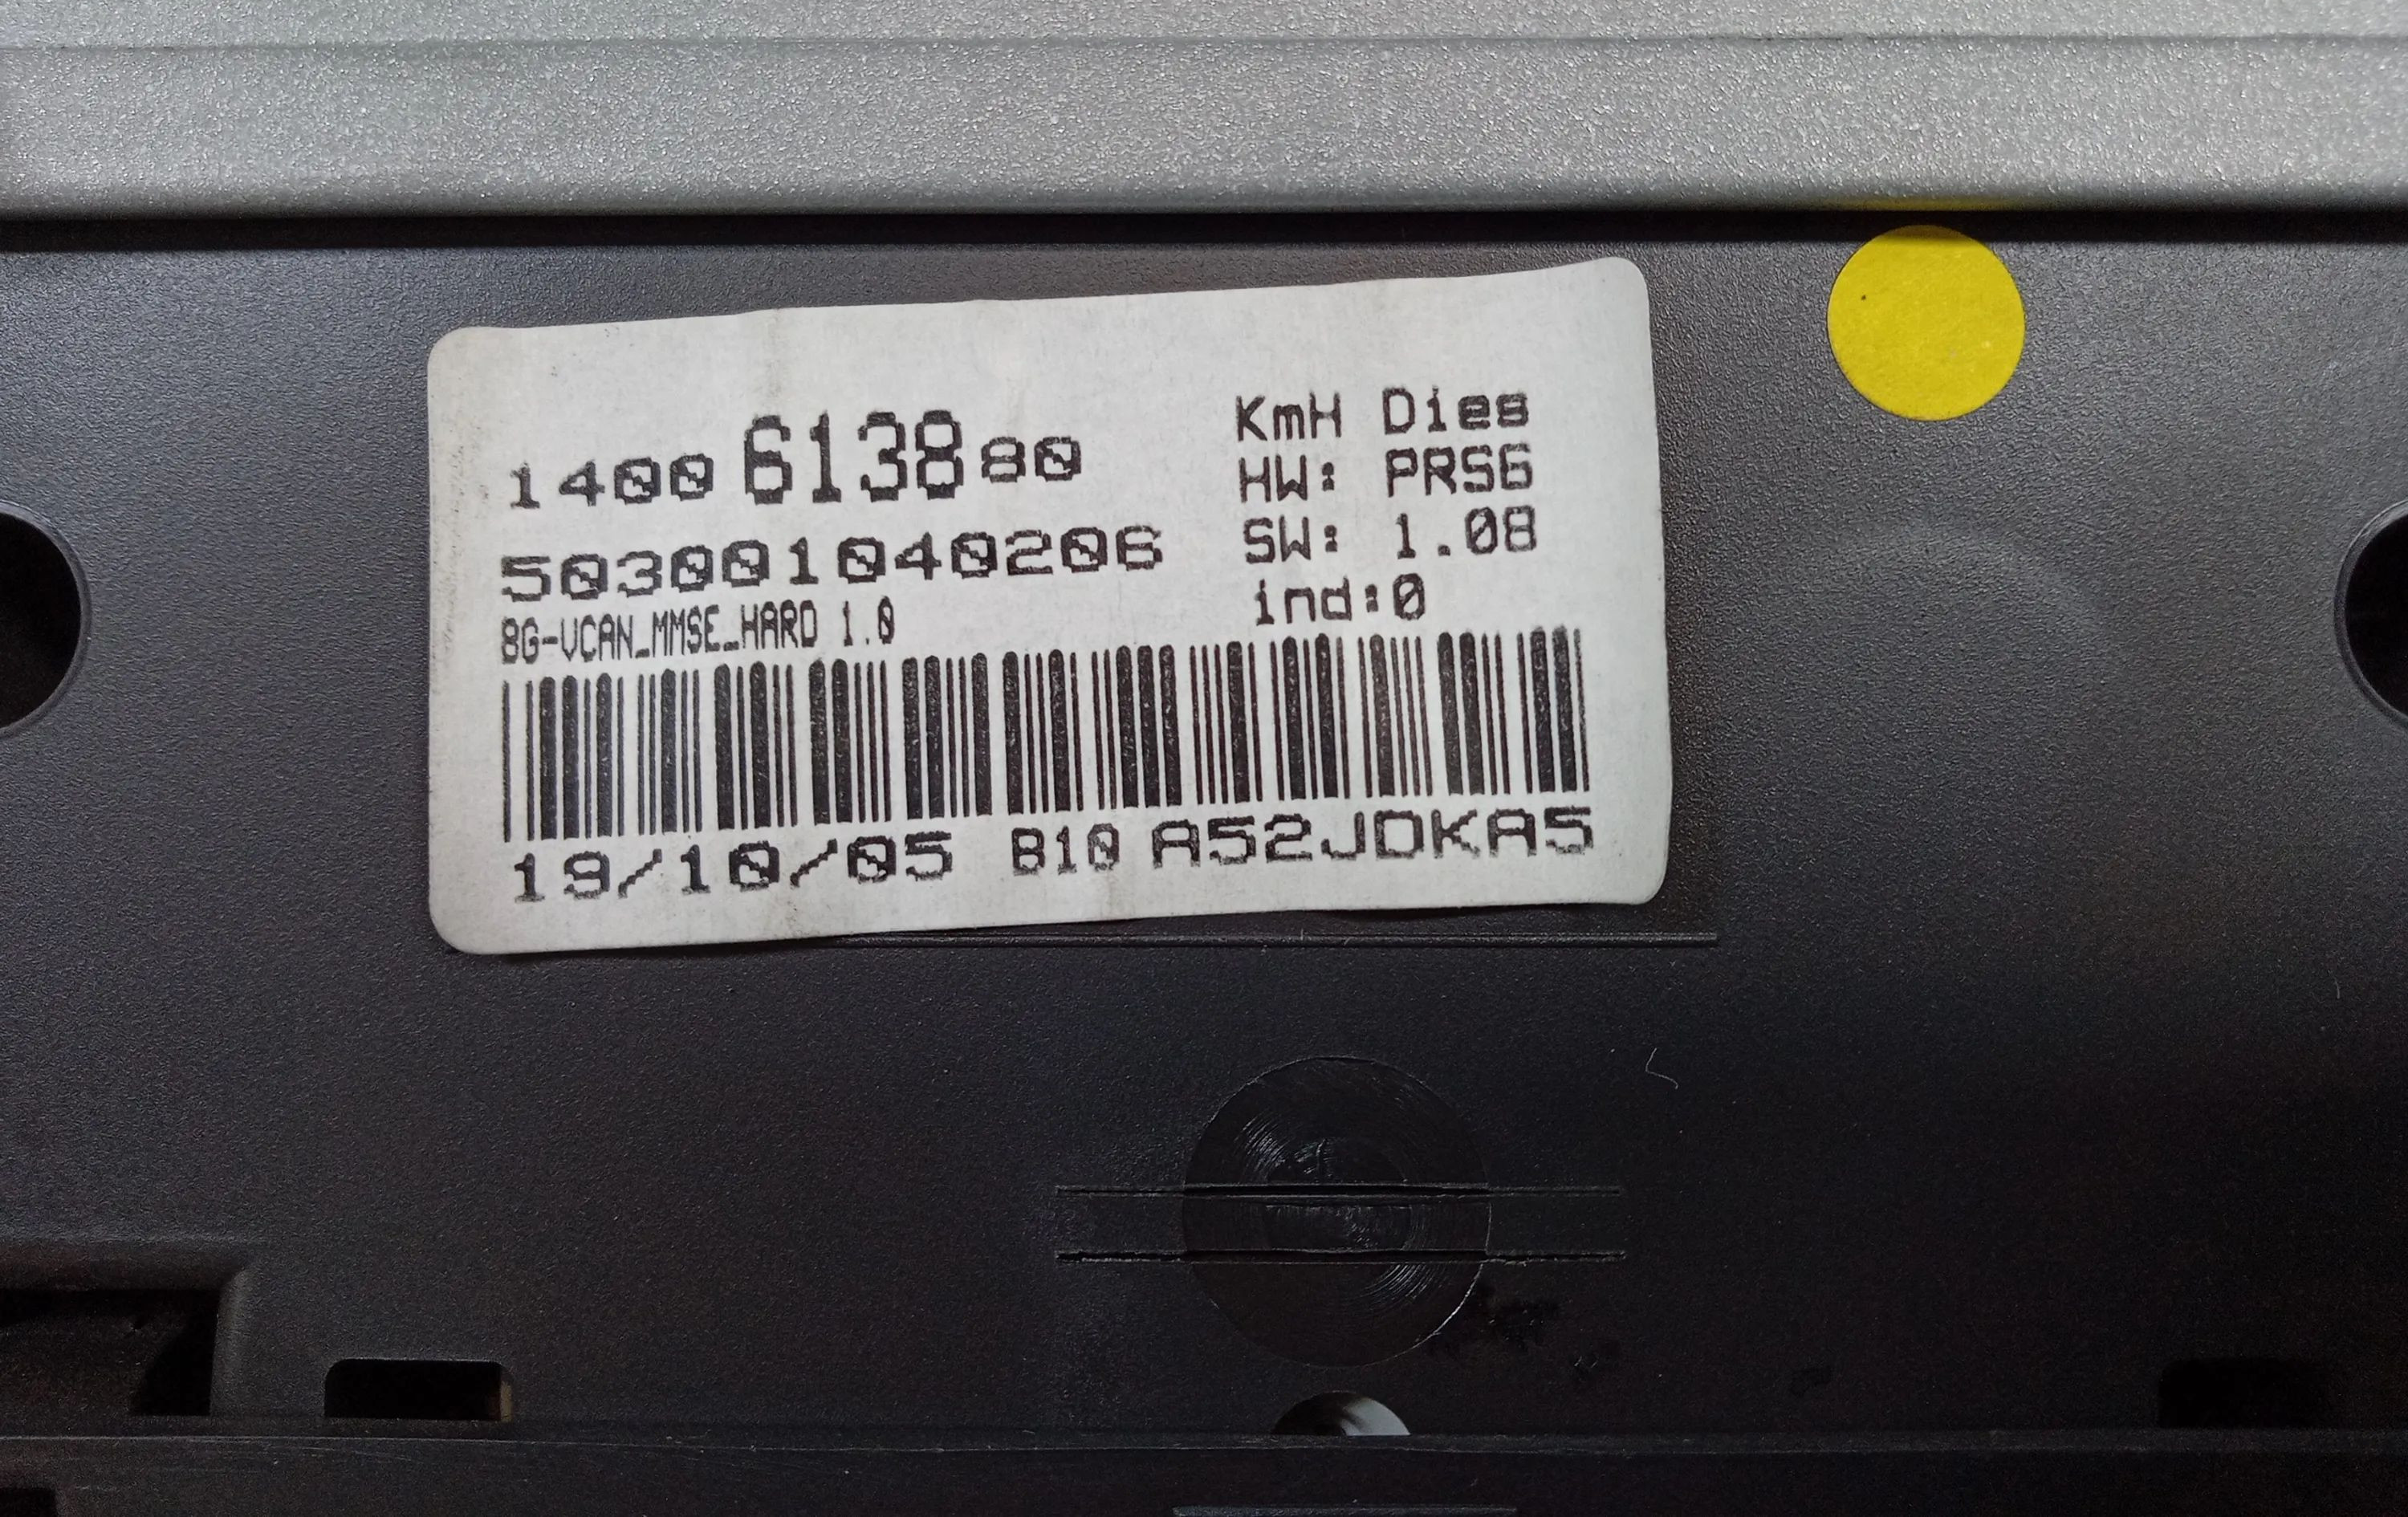 1400 6138 80
503001040206
BG-VCAN_MMSE_HARD 1.0
KmH Dies
HW: PRS6
SW: 1.08
ind:0
19/10/05 B10 A52JDKA5